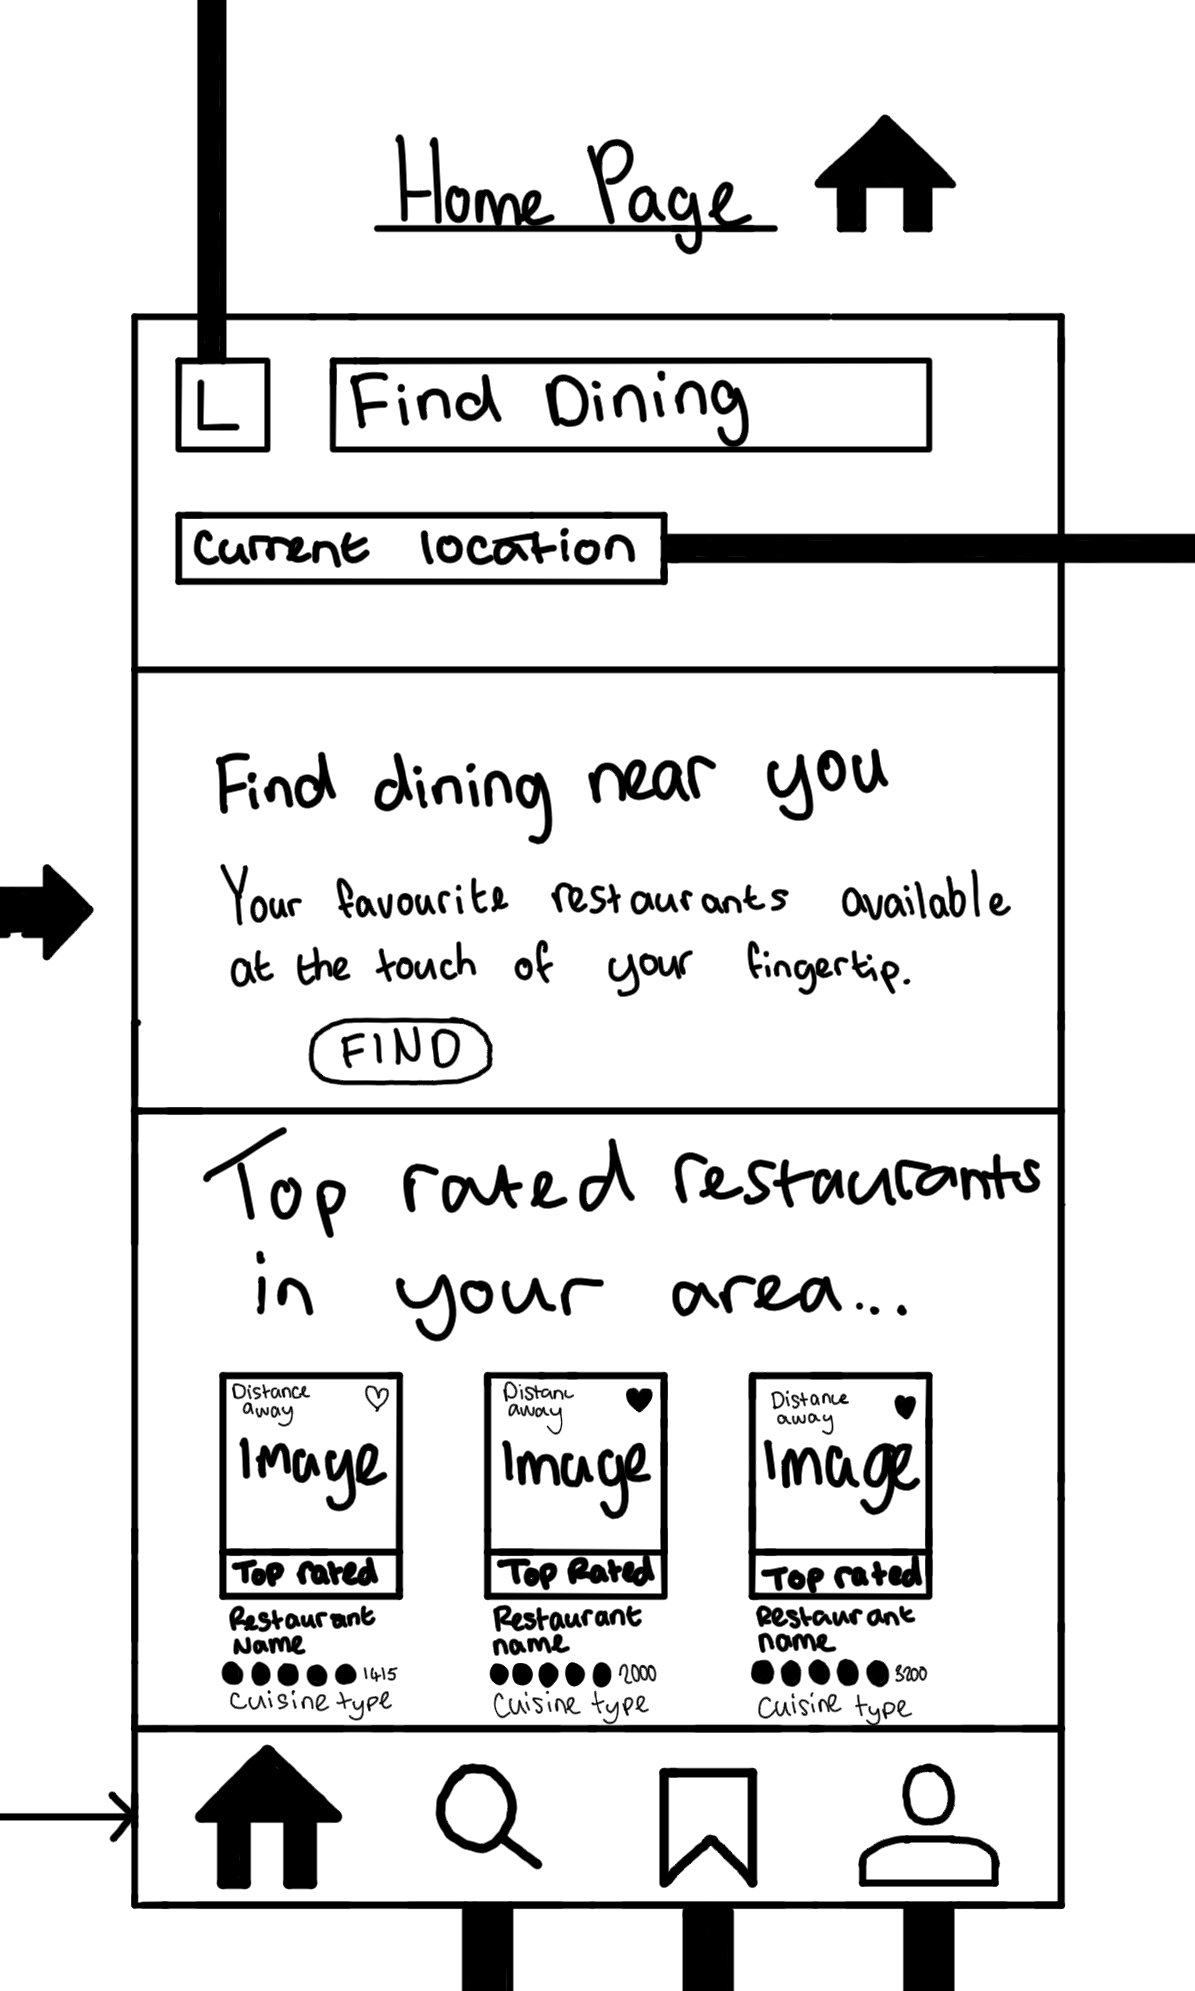 Home Page
L
Find Dining
Current location
Find dining near you
Your favourite restaurants available
at the touch of your fingertip.
FIND
Top rated restaurants
in your area...
Distance
away
Image
Top rated
Restaurant
Name
1415
Cuisine type
Distanc
away
Image
Top Rated
Restaurant
name
2000
Cuisine type
Distance
away
Image
Top rated
Restaurant
name
3200
Cuisine type